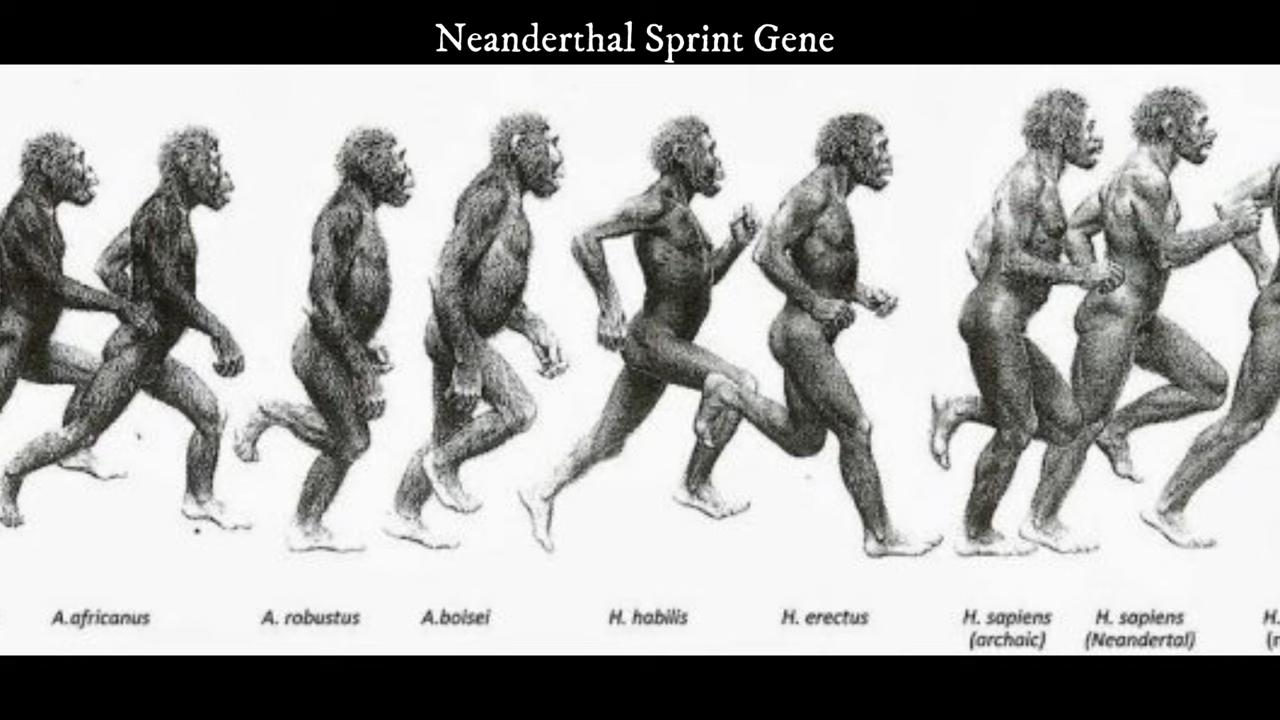 Neanderthal Sprint Gene
A.africanus
A. robustus
A.boisei
H. habilis
H. erectus
H. sapiens
(archaic)
H. sapiens
(Neandertal)
H.